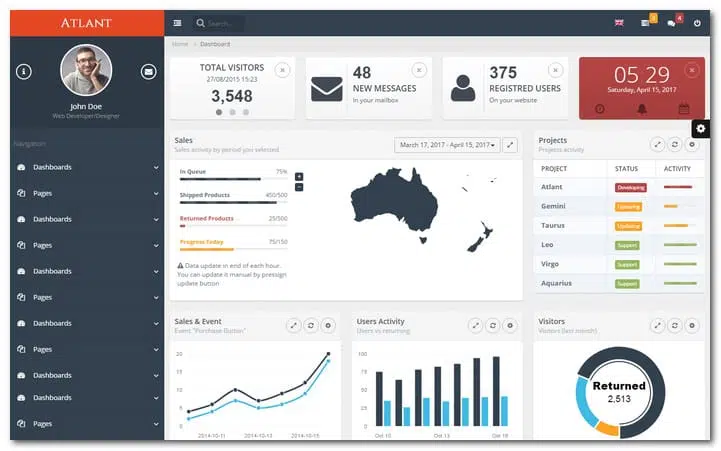 ATLANT
Search...
3
4
John Doe
Web Developer/Designer
Navigation
Dashboards
Pages
Dashboards
Pages
Dashboards
Pages
Dashboards
Pages
Dashboards
Dashboards
Pages
Home
Dashboard
TOTAL VISITORS
27/08/2015 15:23
3,548
48
NEW MESSAGES
In your mailbox
375
REGISTRED USERS
On your website
05 29
Saturday, April 15, 2017
Sales
Sales activity by period you selected
March 17, 2017 - April 15, 2017
In Queue 75%
Shipped Products 450/500
Returned Products 25/500
Progress Today 75/150
Data update in end of each hour.
You can update it manual by pressign
update button
+
−
Projects
Projects activity
PROJECT STATUS ACTIVITY
Atlant Developing
Gemini Updating
Taurus Updating
Leo Support
Virgo Support
Aquarius Support
Sales & Event
Event "Purchase Button"
20
15
10
5
0
2014-10-11 2014-10-13 2014-10-15
Users Activity
Users vs returning
100
75
50
25
0
Oct 10 Oct 13 Oct 16
Visitors
Visitors (last month)
Returned
2,513